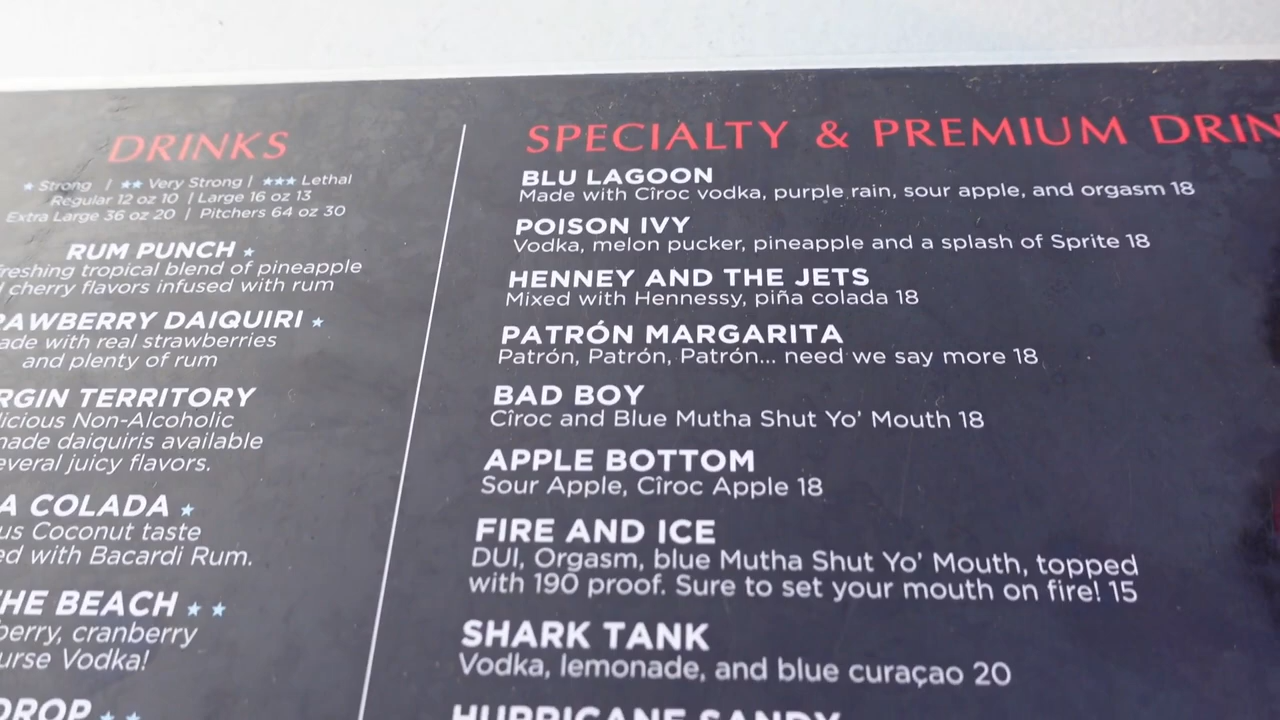 DRINKS
★ Strong / ★★ Very Strong | ★★★ Lethal
Regular 12 oz 10 | Large 16 oz 13
Extra Large 36 oz 20 | Pitchers 64 oz 30
RUM PUNCH ★
freshing tropical blend of pineapple
cherry flavors infused with rum
RAWBERRY DAIQUIRI ★
ade with real strawberries
and plenty of rum
RGIN TERRITORY
licious Non-Alcoholic
made daiquiris available
everal juicy flavors.
A COLADA ★
us Coconut taste
ed with Bacardi Rum.
THE BEACH ★ ★
berry, cranberry
urse Vodka!
DROP ★ ★
SPECIALTY & PREMIUM DRIN
BLU LAGOON
Made with Cîroc vodka, purple rain, sour apple, and orgasm 18
POISON IVY
Vodka, melon pucker, pineapple and a splash of Sprite 18
HENNEY AND THE JETS
Mixed with Hennessy, piña colada 18
PATRÓN MARGARITA
Patrón, Patrón, Patrón... need we say more 18
BAD BOY
Cîroc and Blue Mutha Shut Yo' Mouth 18
APPLE BOTTOM
Sour Apple, Cîroc Apple 18
FIRE AND ICE
DUI, Orgasm, blue Mutha Shut Yo' Mouth, topped
with 190 proof. Sure to set your mouth on fire! 15
SHARK TANK
Vodka, lemonade, and blue curaçao 20
HURRICANE SANDY